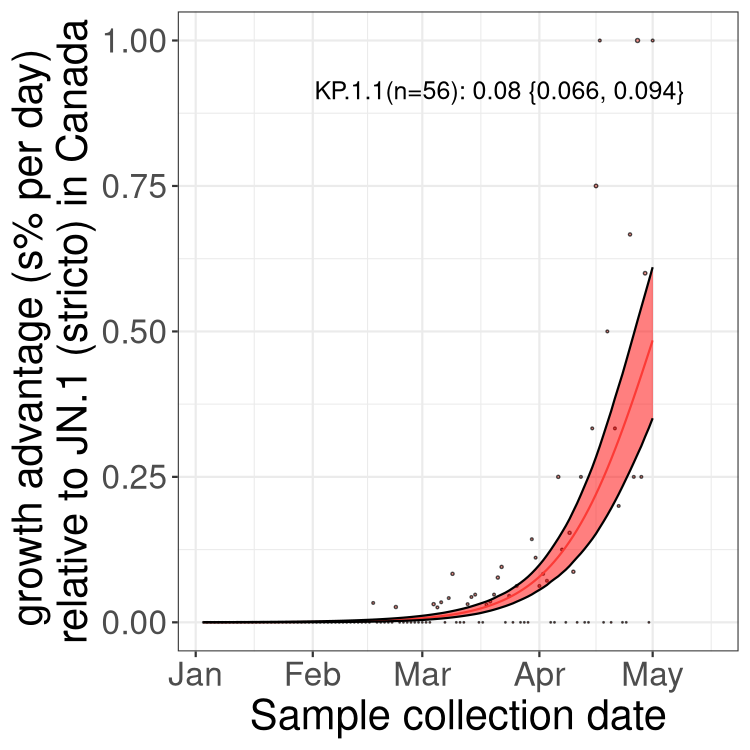 growth advantage (s% per day)
relative to JN.1 (stricto) in Canada
1.00
0.75
0.50
0.25
0.00
KP.1.1(n=56): 0.08 {0.066, 0.094}
Jan Feb Mar Apr May
Sample collection date